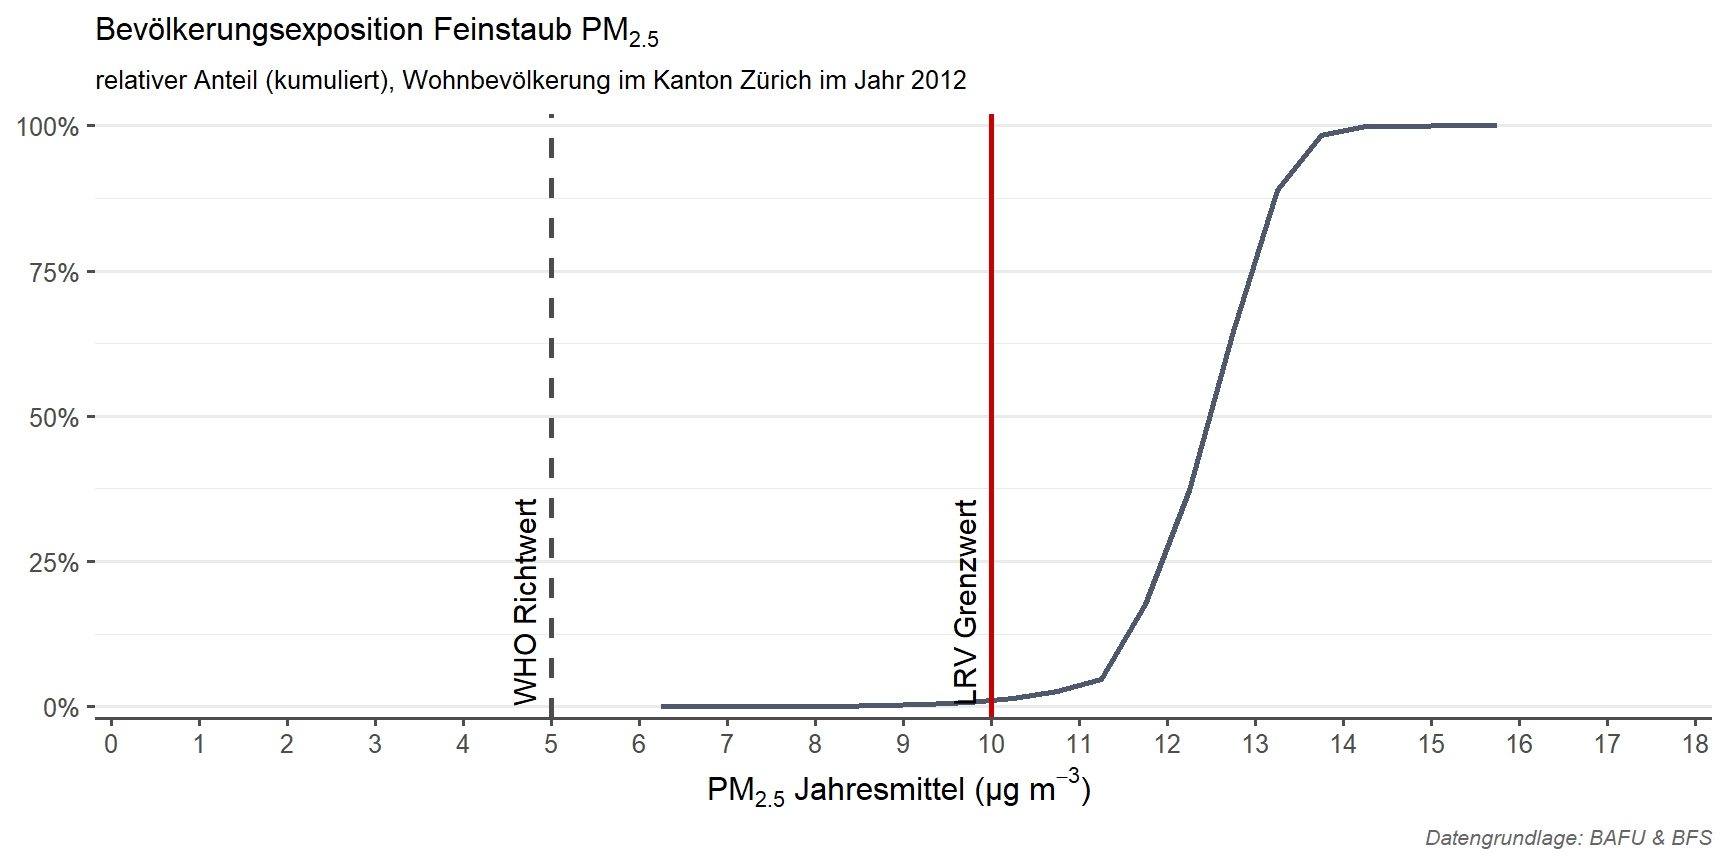 Bevölkerungsexposition Feinstaub PM2.5
relativer Anteil (kumuliert), Wohnbevölkerung im Kanton Zürich im Jahr 2012
100%
75%
50%
25%
0%
WHO Richtwert
LRV Grenzwert
0 1 2 3 4 5 6 7 8 9 10 11 12 13 14 15 16 17 18
PM2.5 Jahresmittel (µg m−3)
Datengrundlage: BAFU & BFS